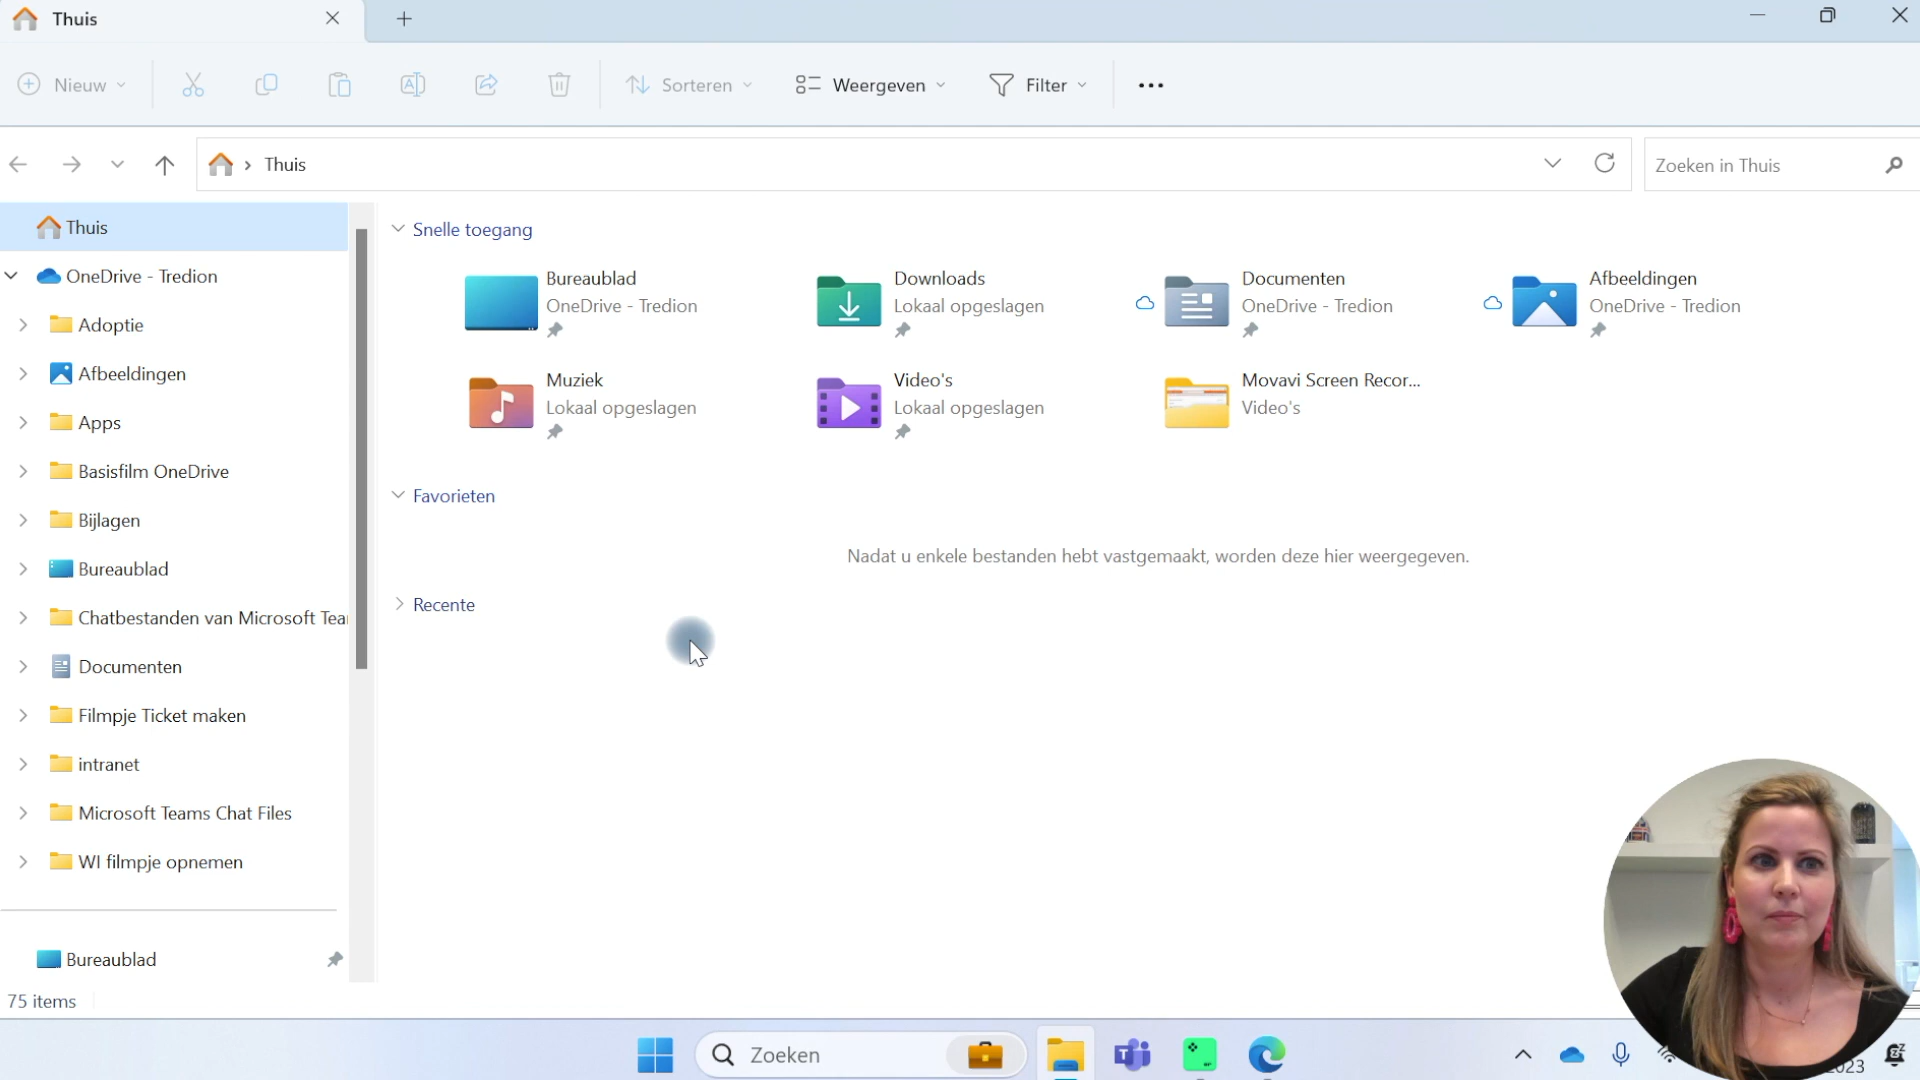 Thuis
Nieuw
Sorteren
Weergeven
Filter
Thuis
Zoeken in Thuis
Thuis
OneDrive - Tredion
Adoptie
Afbeeldingen
Apps
Basisfilm OneDrive
Bijlagen
Bureaublad
Chatbestanden van Microsoft Tea
Documenten
Filmpje Ticket maken
intranet
Microsoft Teams Chat Files
WI filmpje opnemen
Bureaublad
75 items
Snelle toegang
Bureaublad
OneDrive - Tredion
Downloads
Lokaal opgeslagen
Documenten
OneDrive - Tredion
Afbeeldingen
OneDrive - Tredion
Muziek
Lokaal opgeslagen
Video's
Lokaal opgeslagen
Movavi Screen Recor...
Video's
Favorieten
Nadat u enkele bestanden hebt vastgemaakt, worden deze hier weergegeven.
Recente
Zoeken